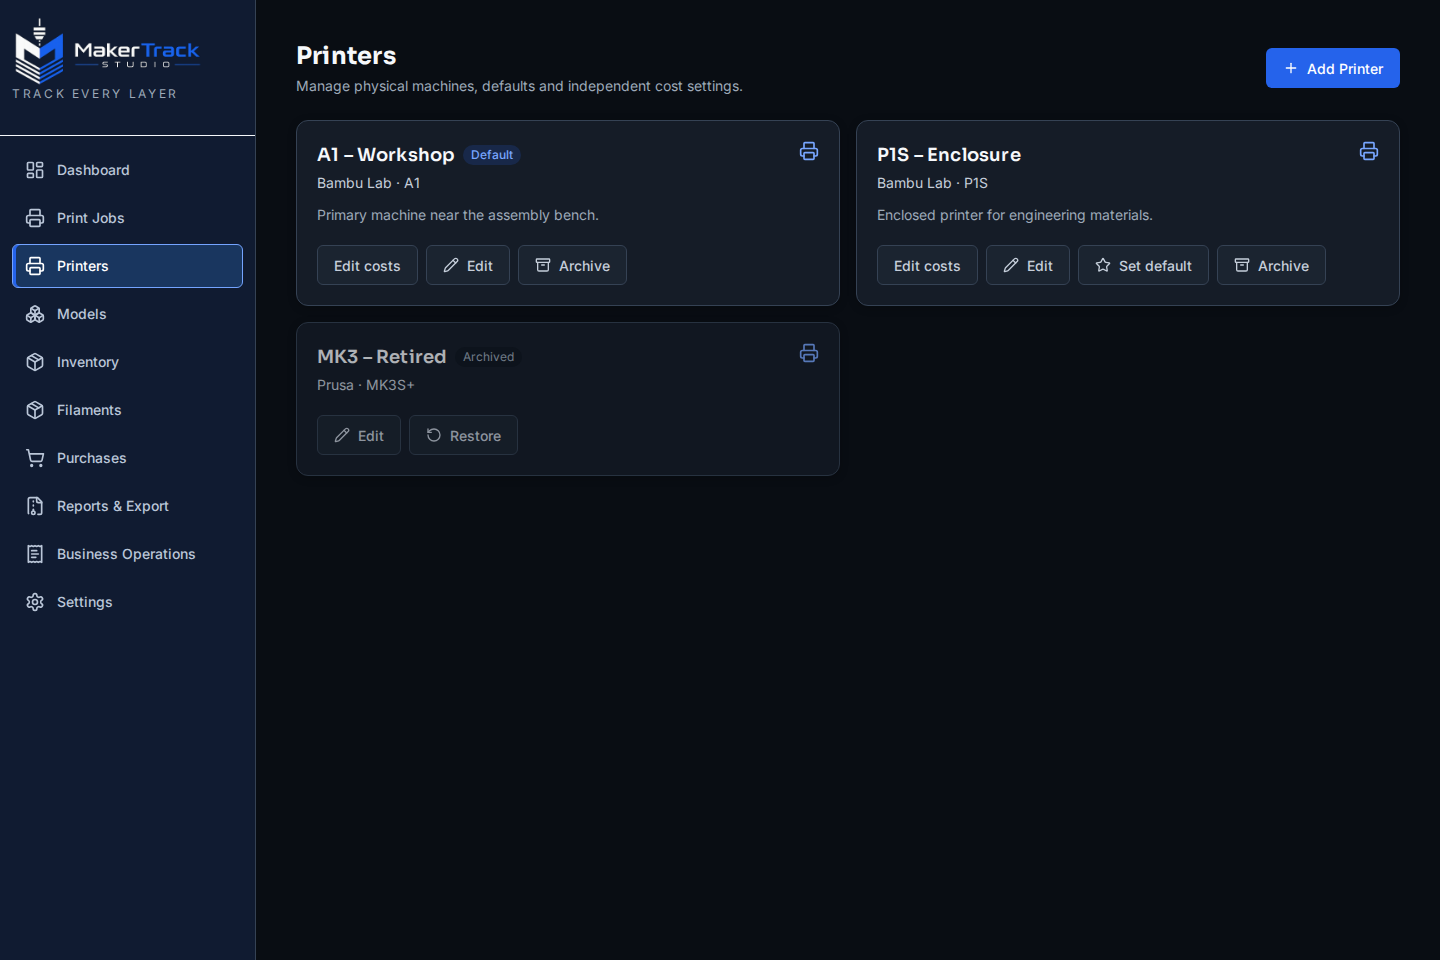 MakerTrack
STUDIO
TRACK EVERY LAYER
Dashboard
Print Jobs
Printers
Models
Inventory
Filaments
Purchases
Reports & Export
Business Operations
Settings
Printers
Manage physical machines, defaults and independent cost settings.
Add Printer
A1 – Workshop Default
Bambu Lab · A1
Primary machine near the assembly bench.
Edit costs Edit Archive
P1S – Enclosure
Bambu Lab · P1S
Enclosed printer for engineering materials.
Edit costs Edit Set default Archive
MK3 – Retired Archived
Prusa · MK3S+
Edit Restore